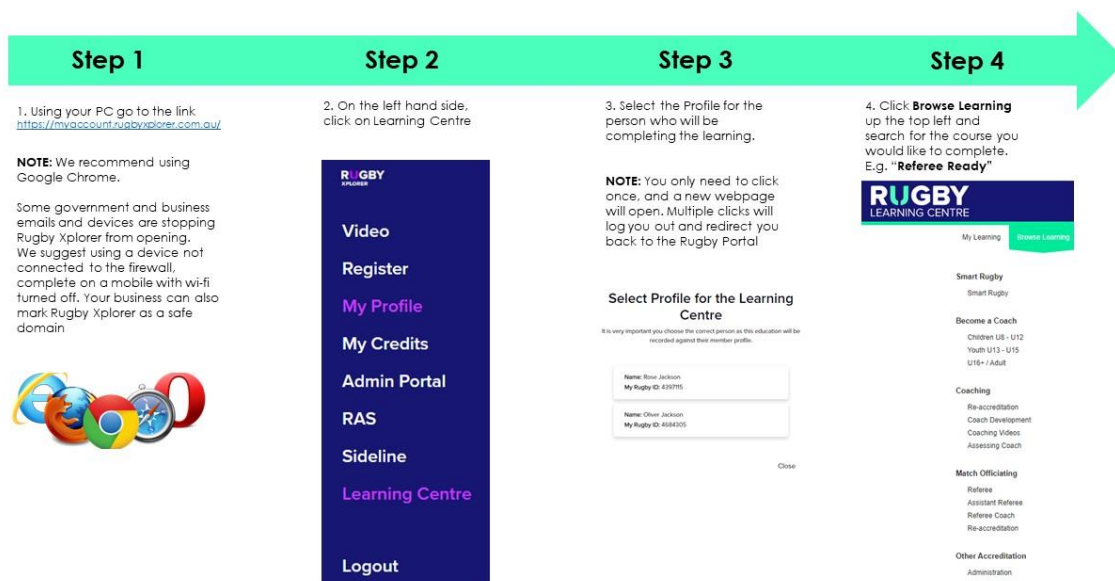 Step 1
Step 2
Step 3
Step 4
1. Using your PC go to the link
https://myaccount.rugbyxplorer.com.au/
NOTE: We recommend using
Google Chrome.
Some government and business
emails and devices are stopping
Rugby Xplorer from opening.
We suggest using a device not
connected to the firewall,
complete on a mobile with wi-fi
turned off. Your business can also
mark Rugby Xplorer as a safe
domain
2. On the left hand side,
click on Learning Centre
RUGBY
XPLORER
Video
Register
My Profile
My Credits
Admin Portal
RAS
Sideline
Learning Centre
Logout
3. Select the Profile for the
person who will be
completing the learning.
NOTE: You only need to click
once, and a new webpage
will open. Multiple clicks will
log you out and redirect you
back to the Rugby Portal
Select Profile for the Learning
Centre
It is very important you choose the correct person as this education will be
recorded against their member profile.
Name: Rose Jackson
My Rugby ID: 4397115
Name: Oliver Jackson
My Rugby ID: 4684305
Close
4. Click Browse Learning
up the top left and
search for the course you
would like to complete.
E.g. “Referee Ready”
RUGBY
LEARNING CENTRE
My Learning
Browse Learning
Smart Rugby
Smart Rugby
Become a Coach
Children U8 - U12
Youth U13 - U15
U16+ / Adult
Coaching
Re-accreditation
Coach Development
Coaching Videos
Assessing Coach
Match Officiating
Referee
Assistant Referee
Referee Coach
Re-accreditation
Other Accreditation
Administration